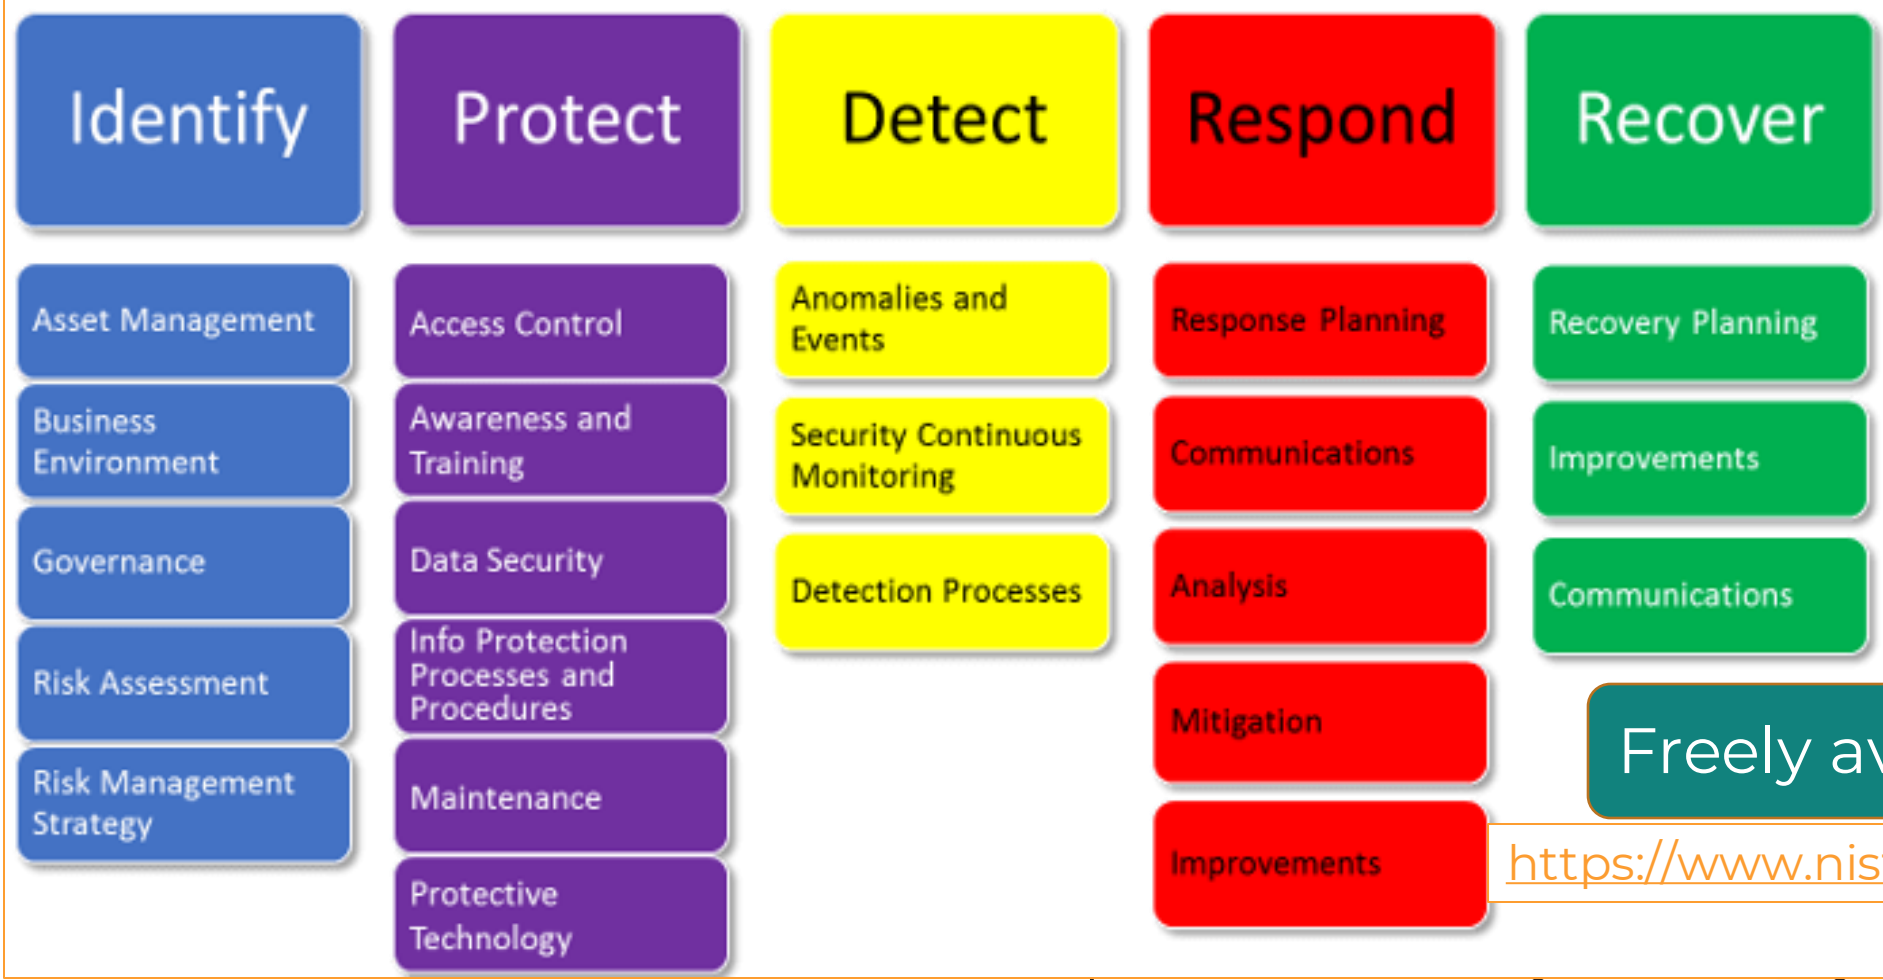 Identify
Asset Management
Business
Environment
Governance
Risk Assessment
Risk Management
Strategy
Protect
Access Control
Awareness and
Training
Data Security
Info Protection
Processes and
Procedures
Maintenance
Protective
Technology
Detect
Anomalies and
Events
Security Continuous
Monitoring
Detection Processes
Respond
Response Planning
Communications
Analysis
Mitigation
Improvements
Recover
Recovery Planning
Improvements
Communications
Freely av
https://www.nis